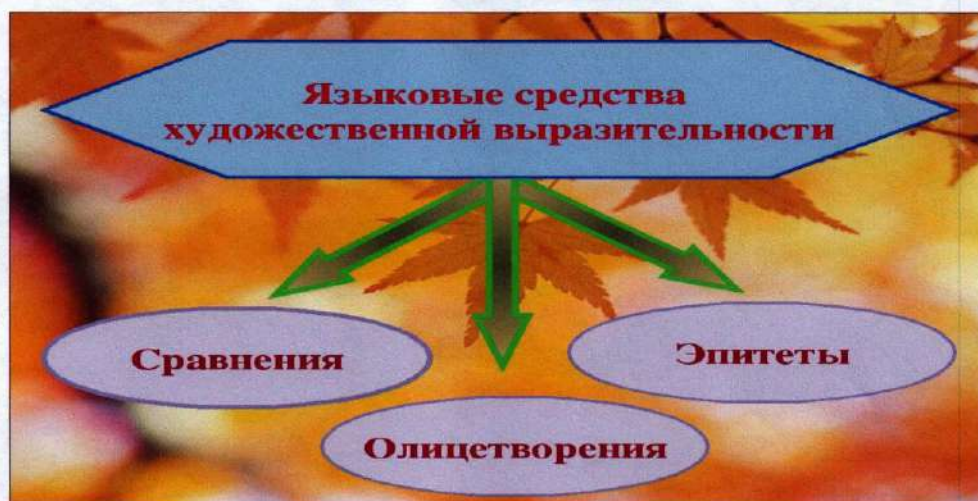 Языковые средства
художественной выразительности
Сравнения
Эпитеты
Олицетворения